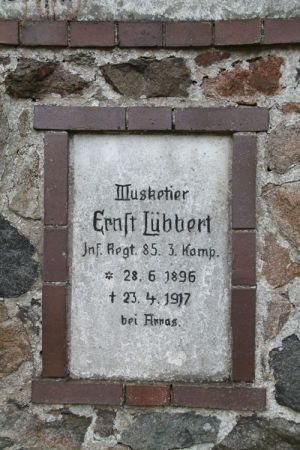 Musketier
Ernst Lübbert
Inf. Regt. 85. 3. Komp.
* 28. 6 1896
† 23. 4. 1917
bei Arras.